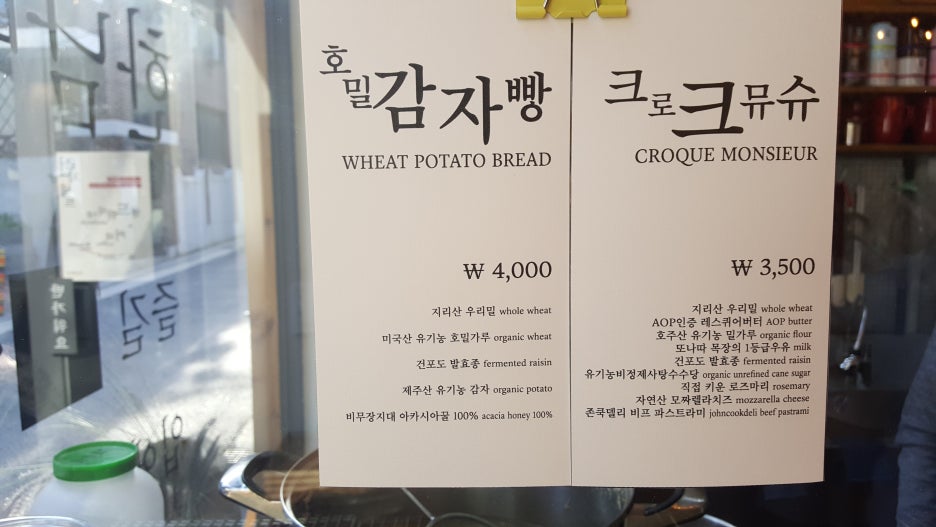 호밀감자빵
WHEAT POTATO BREAD
₩ 4,000
지리산 우리밀 whole wheat
미국산 유기농 호밀가루 organic wheat
건포도 발효종 fermented raisin
제주산 유기농 감자 organic potato
비무장지대 아카시아꿀 100% acacia honey 100%
크로크뮤슈
CROQUE MONSIEUR
₩ 3,500
지리산 우리밀 whole wheat
AOP인증 레스퀴어버터 AOP butter
호주산 유기농 밀가루 organic flour
또나따 목장의 1등급우유 milk
건포도 발효종 fermented raisin
유기농비정제사탕수수당 organic unrefined cane sugar
직접 키운 로즈마리 rosemary
자연산 모짜렐라치즈 mozzarella cheese
존쿡델리 비프 파스트라미 johncookdeli beef pastrami
반가워요